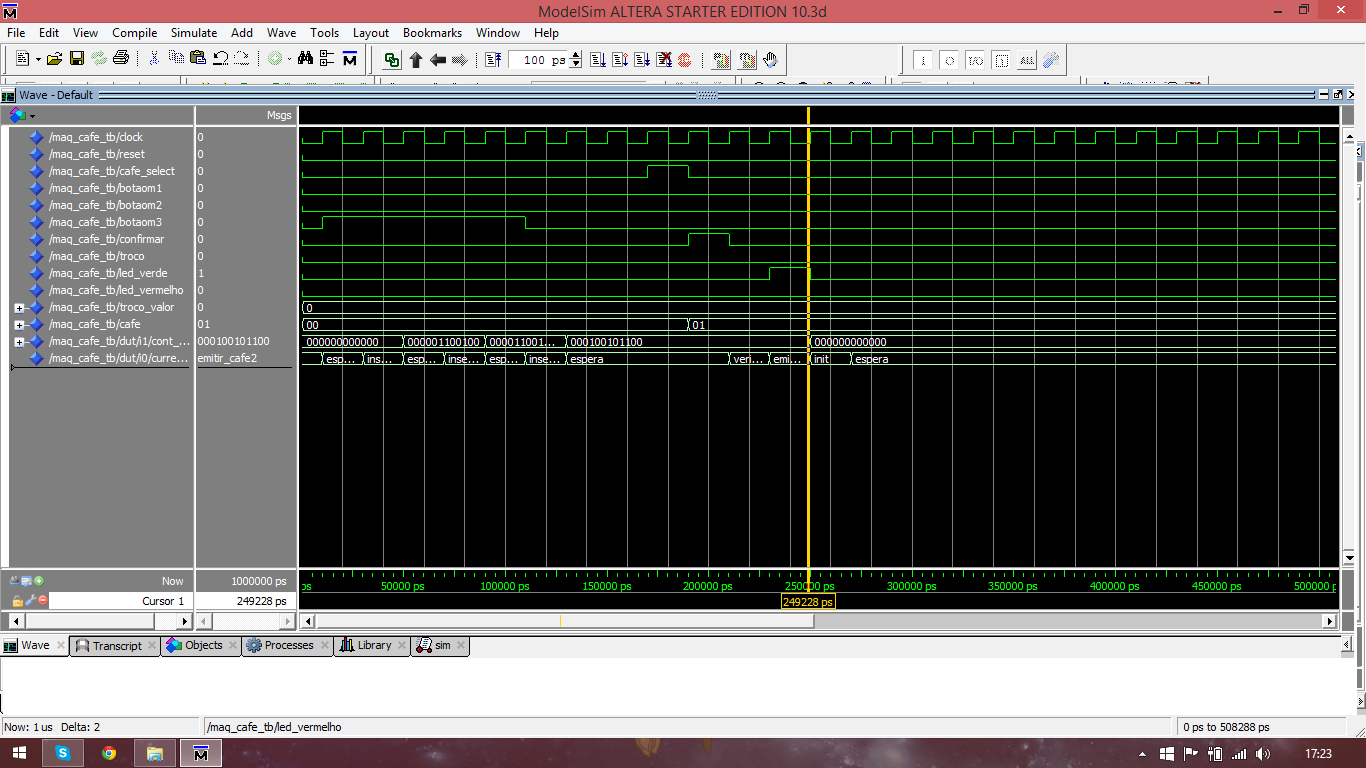 ModelSim ALTERA STARTER EDITION 10.3d
File Edit View Compile Simulate Add Wave Tools Layout Bookmarks Window Help
100 ps
Wave - Default
Msgs
/maq_cafe_tb/clock 0
/maq_cafe_tb/reset 0
/maq_cafe_tb/cafe_select 0
/maq_cafe_tb/botaom1 0
/maq_cafe_tb/botaom2 0
/maq_cafe_tb/botaom3 0
/maq_cafe_tb/confirmar 0
/maq_cafe_tb/troco 0
/maq_cafe_tb/led_verde 1
/maq_cafe_tb/led_vermelho 0
/maq_cafe_tb/troco_valor 0 0
/maq_cafe_tb/cafe 01 00 01
/maq_cafe_tb/dut/i1/cont_... 000100101100 000000000000 000001100100 000011001... 000100101100 000000000000
/maq_cafe_tb/dut/i0/curre... emitir_cafe2 esp... ins... esp... inse... esp... inse... espera veri... emi... init espera
Now 1000000 ps ps 50000 ps 100000 ps 150000 ps 200000 ps 250000 ps 300000 ps 350000 ps 400000 ps 450000 ps 500000 p
Cursor 1 249228 ps 249228 ps
Wave Transcript Objects Processes Library sim
Now: 1 us Delta: 2 /maq_cafe_tb/led_vermelho 0 ps to 508288 ps
17:23